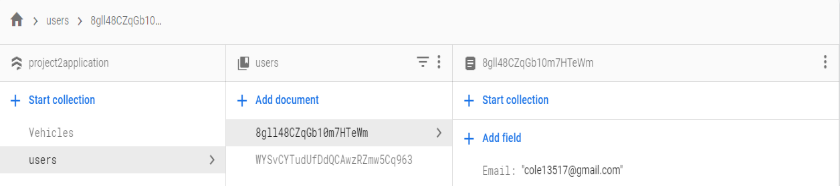 users
8gll48CZqGb10...
project2application
users
8gll48CZqGb10m7HTeWm
Start collection
Add document
Start collection
Vehicles
8gll48CZqGb10m7HTeWm
Add field
users
WYSvCYTudUfDdQCAwzRZmw5Cq963
Email: "cole13517@gmail.com"